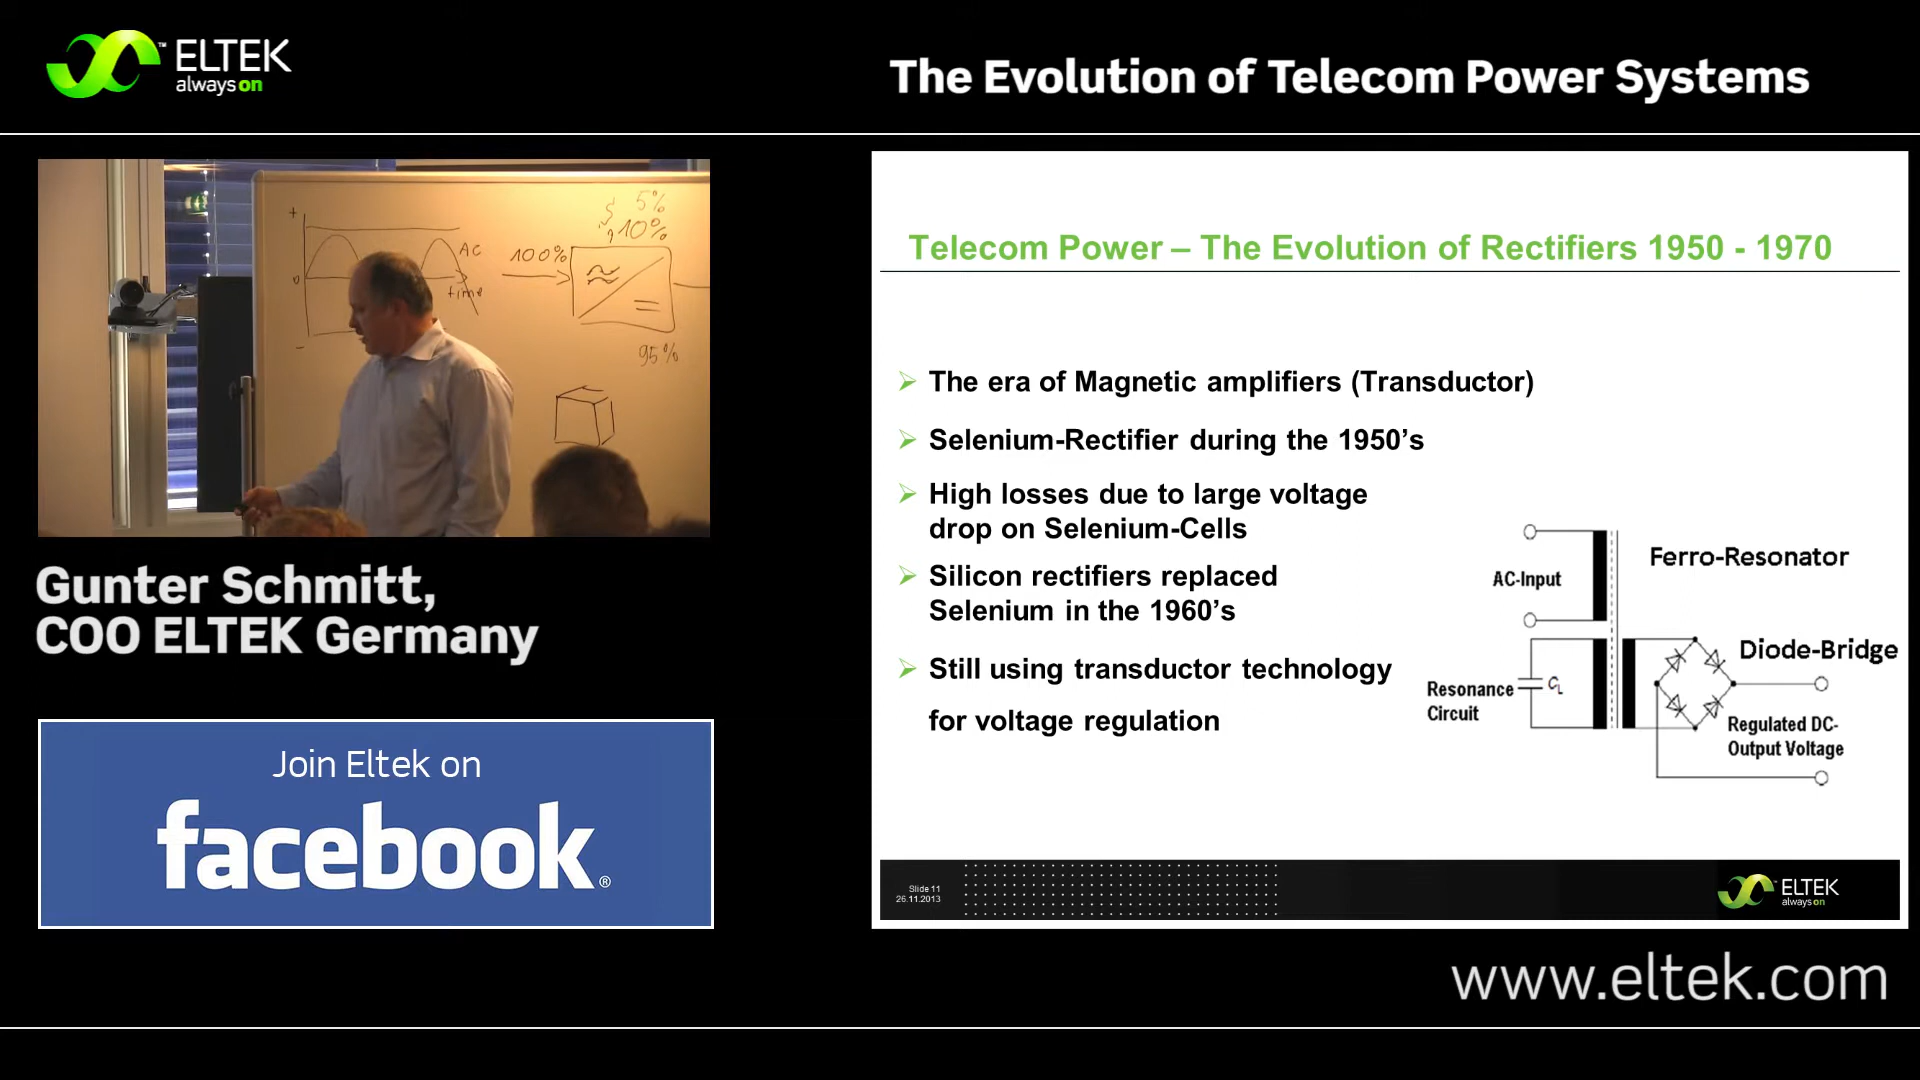 ELTEK
always on
The Evolution of Telecom Power Systems
+
0
-
AC
time
100%
5%
10%
95%
Gunter Schmitt,
COO ELTEK Germany
Join Eltek on
facebook®
Telecom Power – The Evolution of Rectifiers 1950 - 1970
The era of Magnetic amplifiers (Transductor)
Selenium-Rectifier during the 1950’s
High losses due to large voltage
drop on Selenium-Cells
Silicon rectifiers replaced
Selenium in the 1960’s
Still using transductor technology
for voltage regulation
Ferro-Resonator
AC-Input
Diode-Bridge
Resonance
Circuit
CL
Regulated DC-
Output Voltage
Slide 11
26.11.2013
ELTEK
always on
www.eltek.com